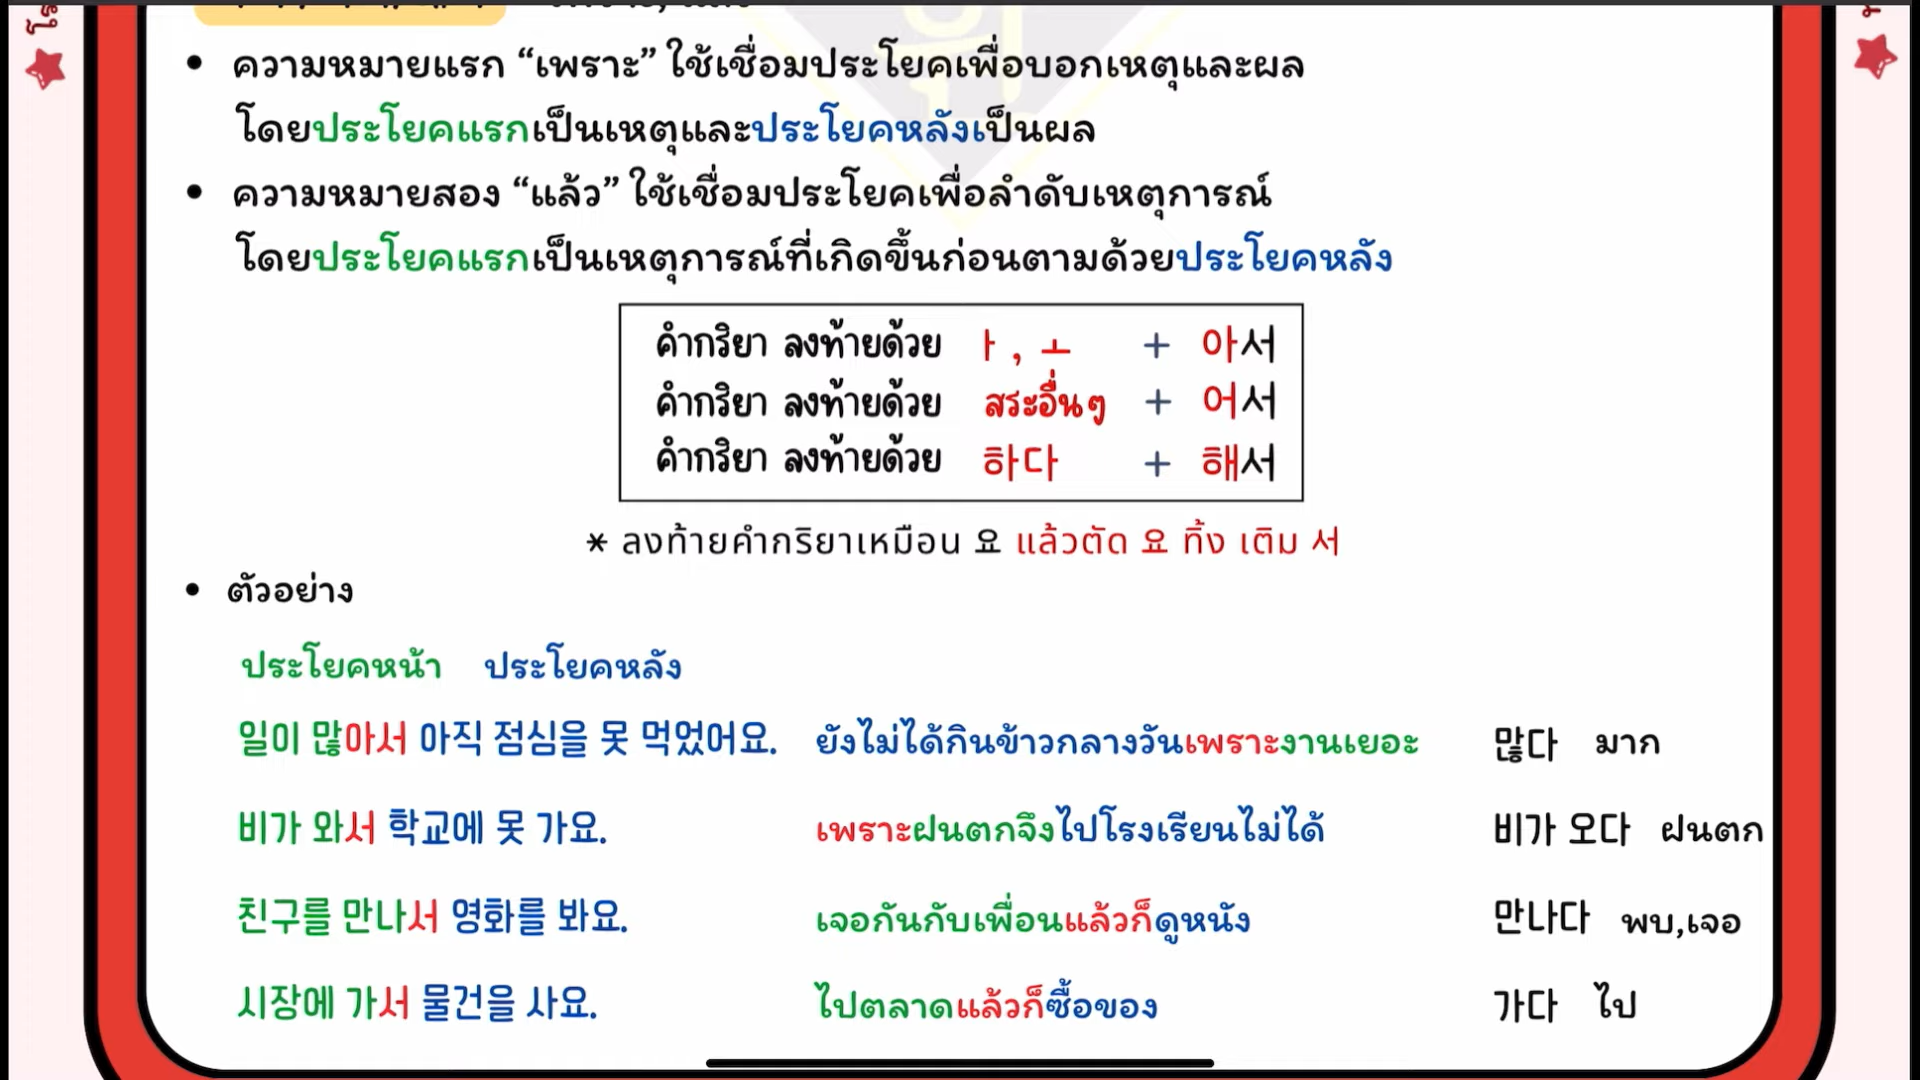 • ความหมายแรก “เพราะ” ใช้เชื่อมประโยคเพื่อบอกเหตุและผล
โดยประโยคแรกเป็นเหตุและประโยคหลังเป็นผล
• ความหมายสอง “แล้ว” ใช้เชื่อมประโยคเพื่อลำดับเหตุการณ์
โดยประโยคแรกเป็นเหตุการณ์ที่เกิดขึ้นก่อนตามด้วยประโยคหลัง
คำกริยา ลงท้ายด้วย ㅏ , ㅗ + 아서
คำกริยา ลงท้ายด้วย สระอื่นๆ + 어서
คำกริยา ลงท้ายด้วย 하다 + 해서
* ลงท้ายคำกริยาเหมือน 요 แล้วตัด 요 ทิ้ง เติม 서
• ตัวอย่าง
ประโยคหน้า ประโยคหลัง
일이 많아서 아직 점심을 못 먹었어요. ยังไม่ได้กินข้าวกลางวันเพราะงานเยอะ 많다 มาก
비가 와서 학교에 못 가요. เพราะฝนตกจึงไปโรงเรียนไม่ได้ 비가 오다 ฝนตก
친구를 만나서 영화를 봐요. เจอกันกับเพื่อนแล้วก็ดูหนัง 만나다 พบ,เจอ
시장에 가서 물건을 사요. ไปตลาดแล้วก็ซื้อของ 가다 ไป